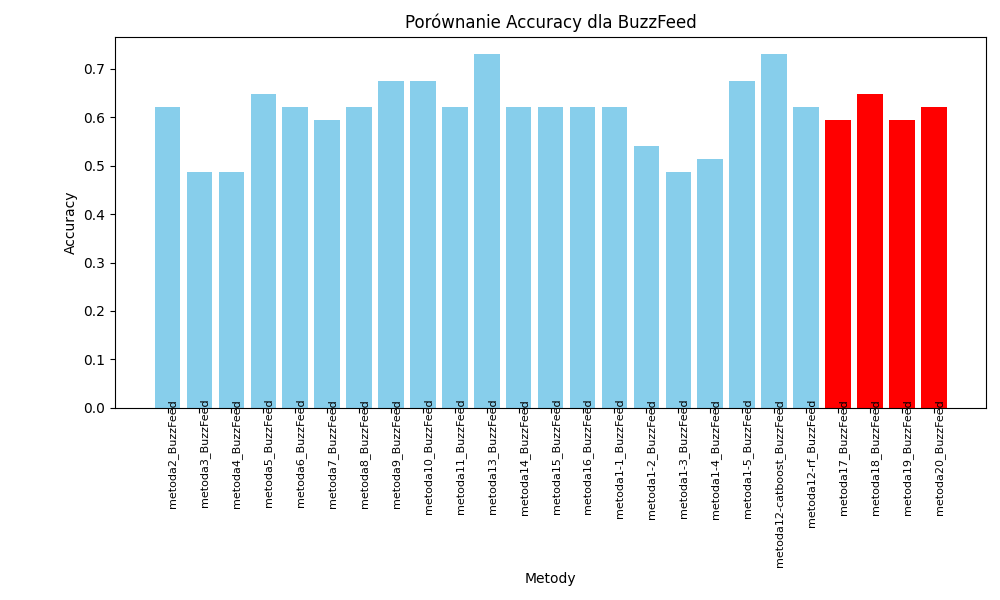 Porównanie Accuracy dla BuzzFeed
Accuracy
0.7
0.6
0.5
0.4
0.3
0.2
0.1
0.0
metoda2_BuzzFeed
metoda3_BuzzFeed
metoda4_BuzzFeed
metoda5_BuzzFeed
metoda6_BuzzFeed
metoda7_BuzzFeed
metoda8_BuzzFeed
metoda9_BuzzFeed
metoda10_BuzzFeed
metoda11_BuzzFeed
metoda13_BuzzFeed
metoda14_BuzzFeed
metoda15_BuzzFeed
metoda16_BuzzFeed
metoda1-1_BuzzFeed
metoda1-2_BuzzFeed
metoda1-3_BuzzFeed
metoda1-4_BuzzFeed
metoda1-5_BuzzFeed
metoda12-catboost_BuzzFeed
metoda12-rf_BuzzFeed
metoda17_BuzzFeed
metoda18_BuzzFeed
metoda19_BuzzFeed
metoda20_BuzzFeed
Metody